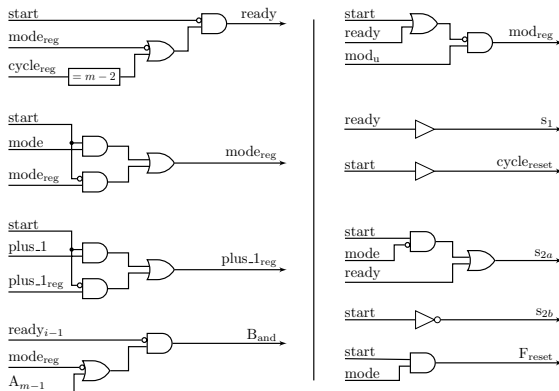 start
ready
mode_reg
cycle_reg
= m − 2
start
mode
mode_reg
mode_reg
start
plus_1
plus_1_reg
plus_1_reg
ready_{i−1}
B_and
mode_reg
A_{m−1}
start
ready
mod_u
mod_reg
ready
s_1
start
cycle_reset
start
mode
ready
s_{2a}
start
s_{2b}
start
mode
F_reset